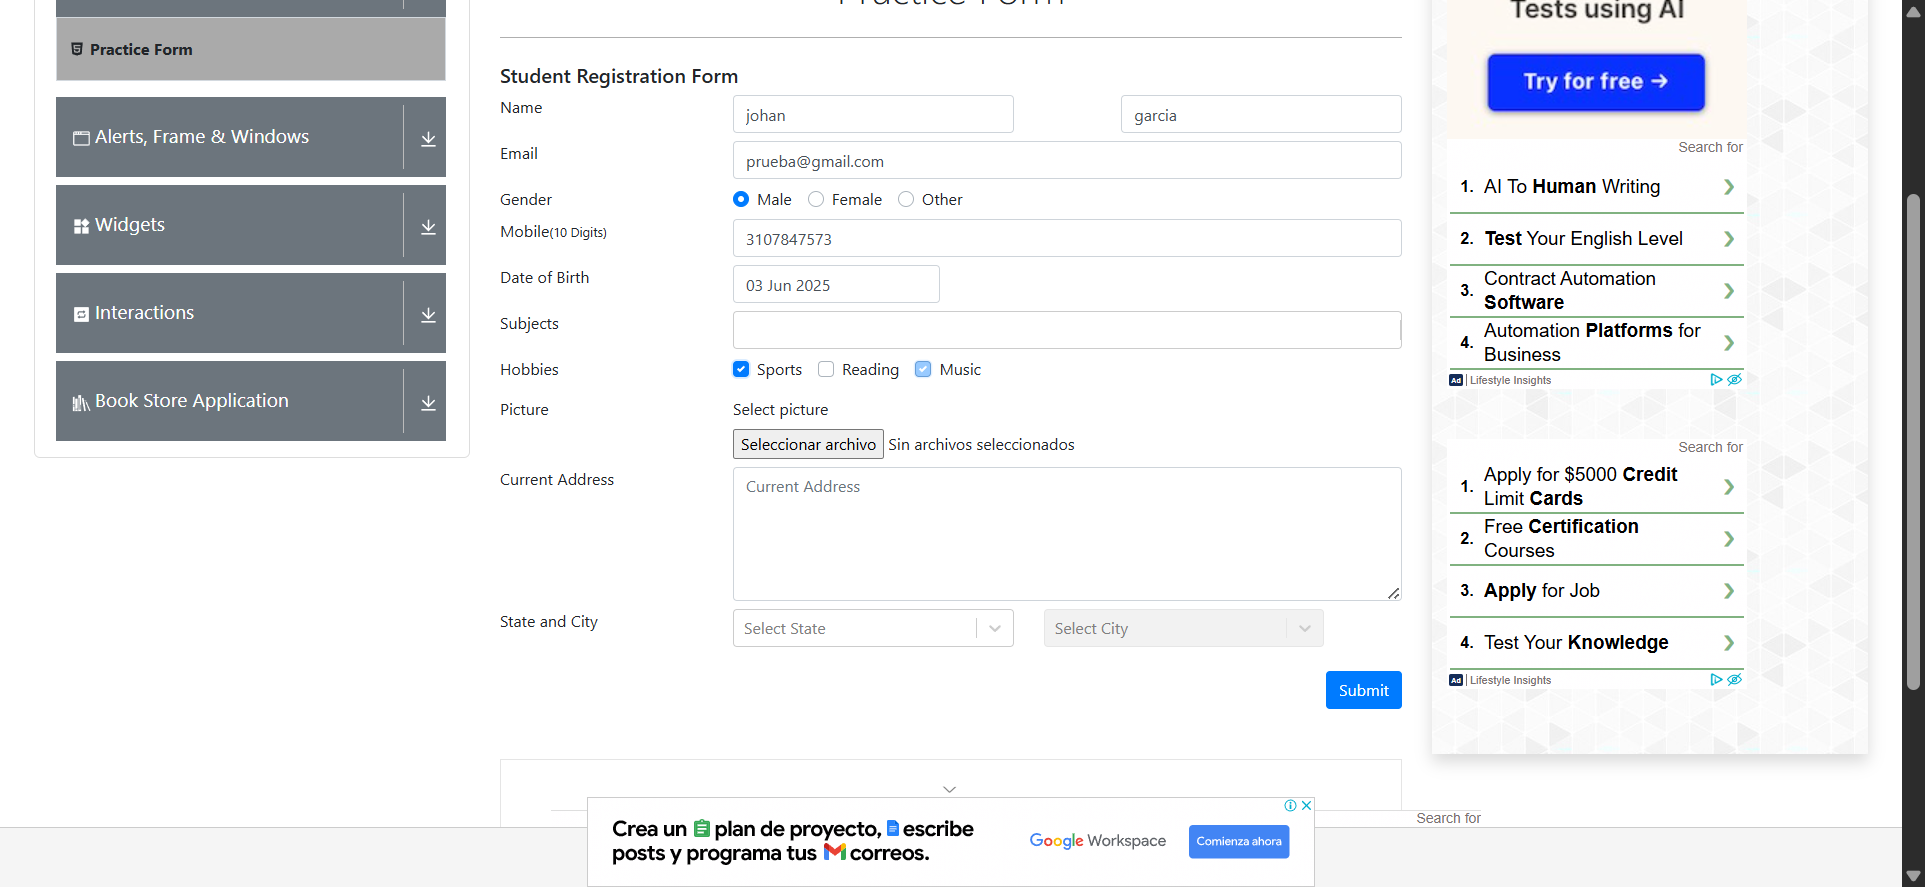 Practice Form
Practice Form
Alerts, Frame & Windows
Widgets
Interactions
Book Store Application
Student Registration Form
Name
johan
garcia
Email
prueba@gmail.com
Gender
Male
Female
Other
Mobile(10 Digits)
3107847573
Date of Birth
03 Jun 2025
Subjects
Hobbies
Sports
Reading
Music
Picture
Select picture
Seleccionar archivo
Sin archivos seleccionados
Current Address
Current Address
State and City
Select State
Select City
Submit
Tests using AI
Try for free →
Search for
1. AI To Human Writing
2. Test Your English Level
3. Contract Automation
Software
4. Automation Platforms for
Business
Ad | Lifestyle Insights
Search for
1. Apply for $5000 Credit
Limit Cards
2. Free Certification
Courses
3. Apply for Job
4. Test Your Knowledge
Ad | Lifestyle Insights
Search for
Crea un plan de proyecto, escribe
posts y programa tus correos.
Google Workspace
Comienza ahora